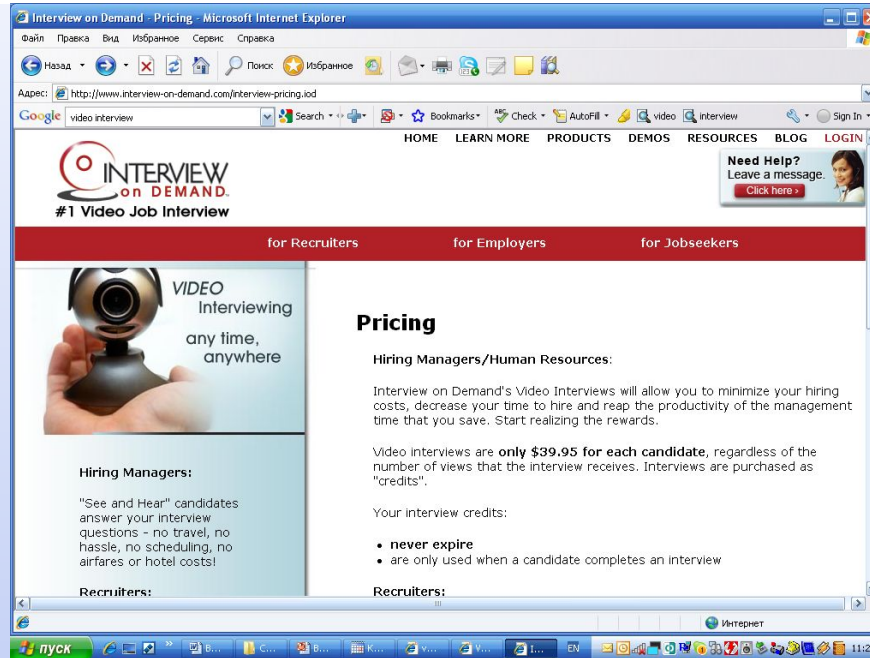 Interview on Demand - Pricing - Microsoft Internet Explorer
Файл Правка Вид Избранное Сервис Справка
Назад Поиск Избранное
Адрес: http://www.interview-on-demand.com/interview-pricing.iod
Google video interview Search Bookmarks Check AutoFill video interview Sign In
HOME LEARN MORE PRODUCTS DEMOS RESOURCES BLOG LOGIN
INTERVIEW
on DEMAND
#1 Video Job Interview
Need Help?
Leave a message.
Click here ›
for Recruiters for Employers for Jobseekers
VIDEO
Interviewing
any time,
anywhere
Hiring Managers:
"See and Hear" candidates
answer your interview
questions - no travel, no
hassle, no scheduling, no
airfares or hotel costs!
Recruiters:
Pricing
Hiring Managers/Human Resources:
Interview on Demand's Video Interviews will allow you to minimize your hiring
costs, decrease your time to hire and reap the productivity of the management
time that you save. Start realizing the rewards.
Video interviews are only $39.95 for each candidate, regardless of the
number of views that the interview receives. Interviews are purchased as
"credits".
Your interview credits:
• never expire
• are only used when a candidate completes an interview
Recruiters:
Интернет
пуск В... С... В... К... v... V... I... EN